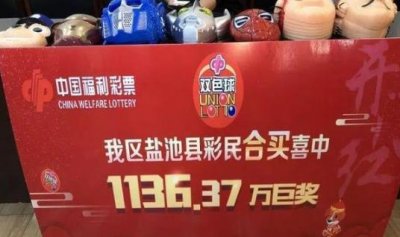 中国福利彩票
CHINA WELFARE LOTTERY
双色球
UNION
LOTTO
我区盐池县彩民合买喜中
1136.37万巨奖
开
红